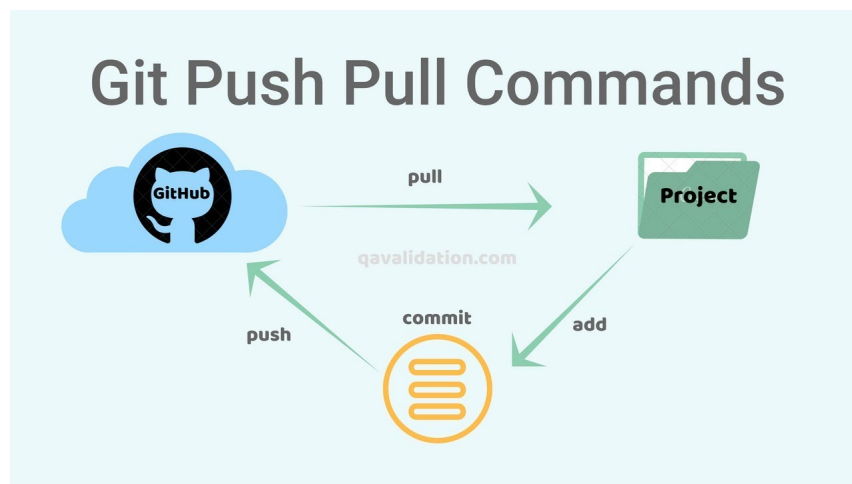 Git Push Pull Commands
GitHub
pull
Project
qavalidation.com
push
commit
add